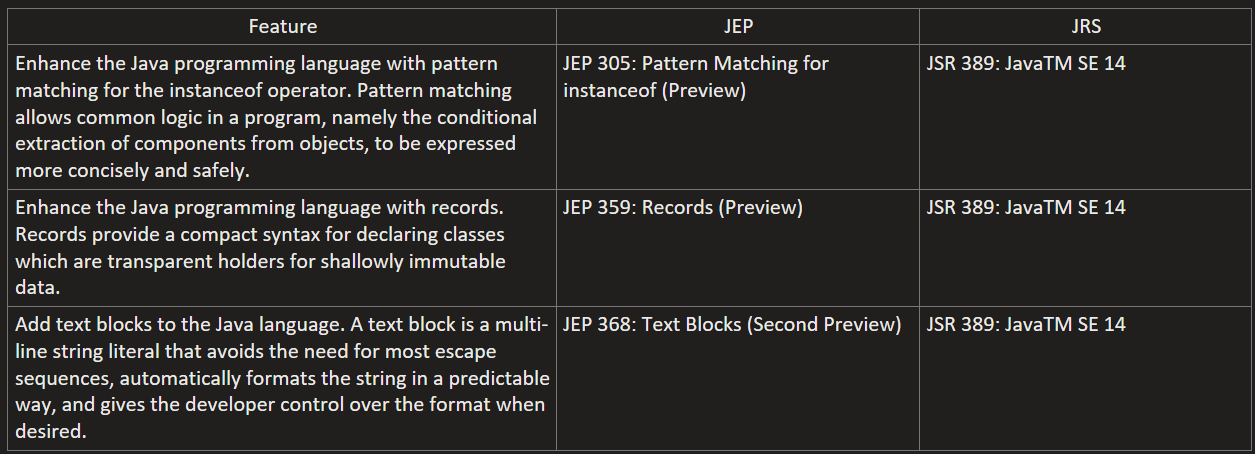 Feature JEP JRS
Enhance the Java programming language with pattern
matching for the instanceof operator. Pattern matching
allows common logic in a program, namely the conditional
extraction of components from objects, to be expressed
more concisely and safely.
JEP 305: Pattern Matching for
instanceof (Preview)
JSR 389: JavaTM SE 14
Enhance the Java programming language with records.
Records provide a compact syntax for declaring classes
which are transparent holders for shallowly immutable
data.
JEP 359: Records (Preview)
JSR 389: JavaTM SE 14
Add text blocks to the Java language. A text block is a multi-
line string literal that avoids the need for most escape
sequences, automatically formats the string in a predictable
way, and gives the developer control over the format when
desired.
JEP 368: Text Blocks (Second Preview)
JSR 389: JavaTM SE 14